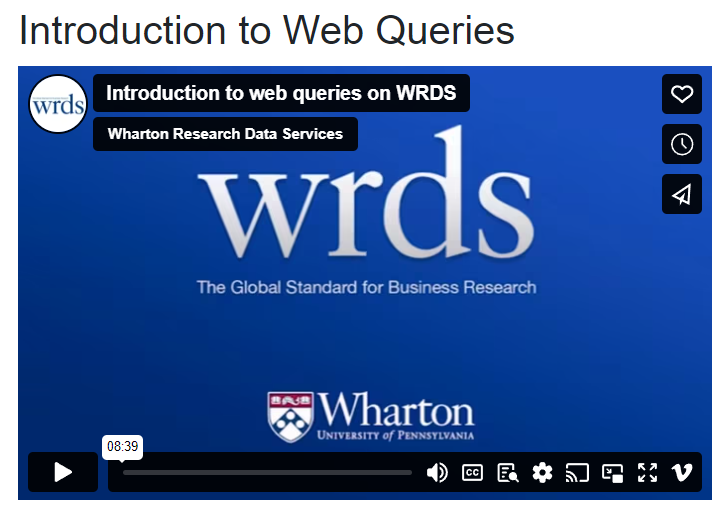 Introduction to Web Queries
wrds
Introduction to web queries on WRDS
Wharton Research Data Services
wrds
The Global Standard for Business Research
Wharton
UNIVERSITY of PENNSYLVANIA
08:39
CC